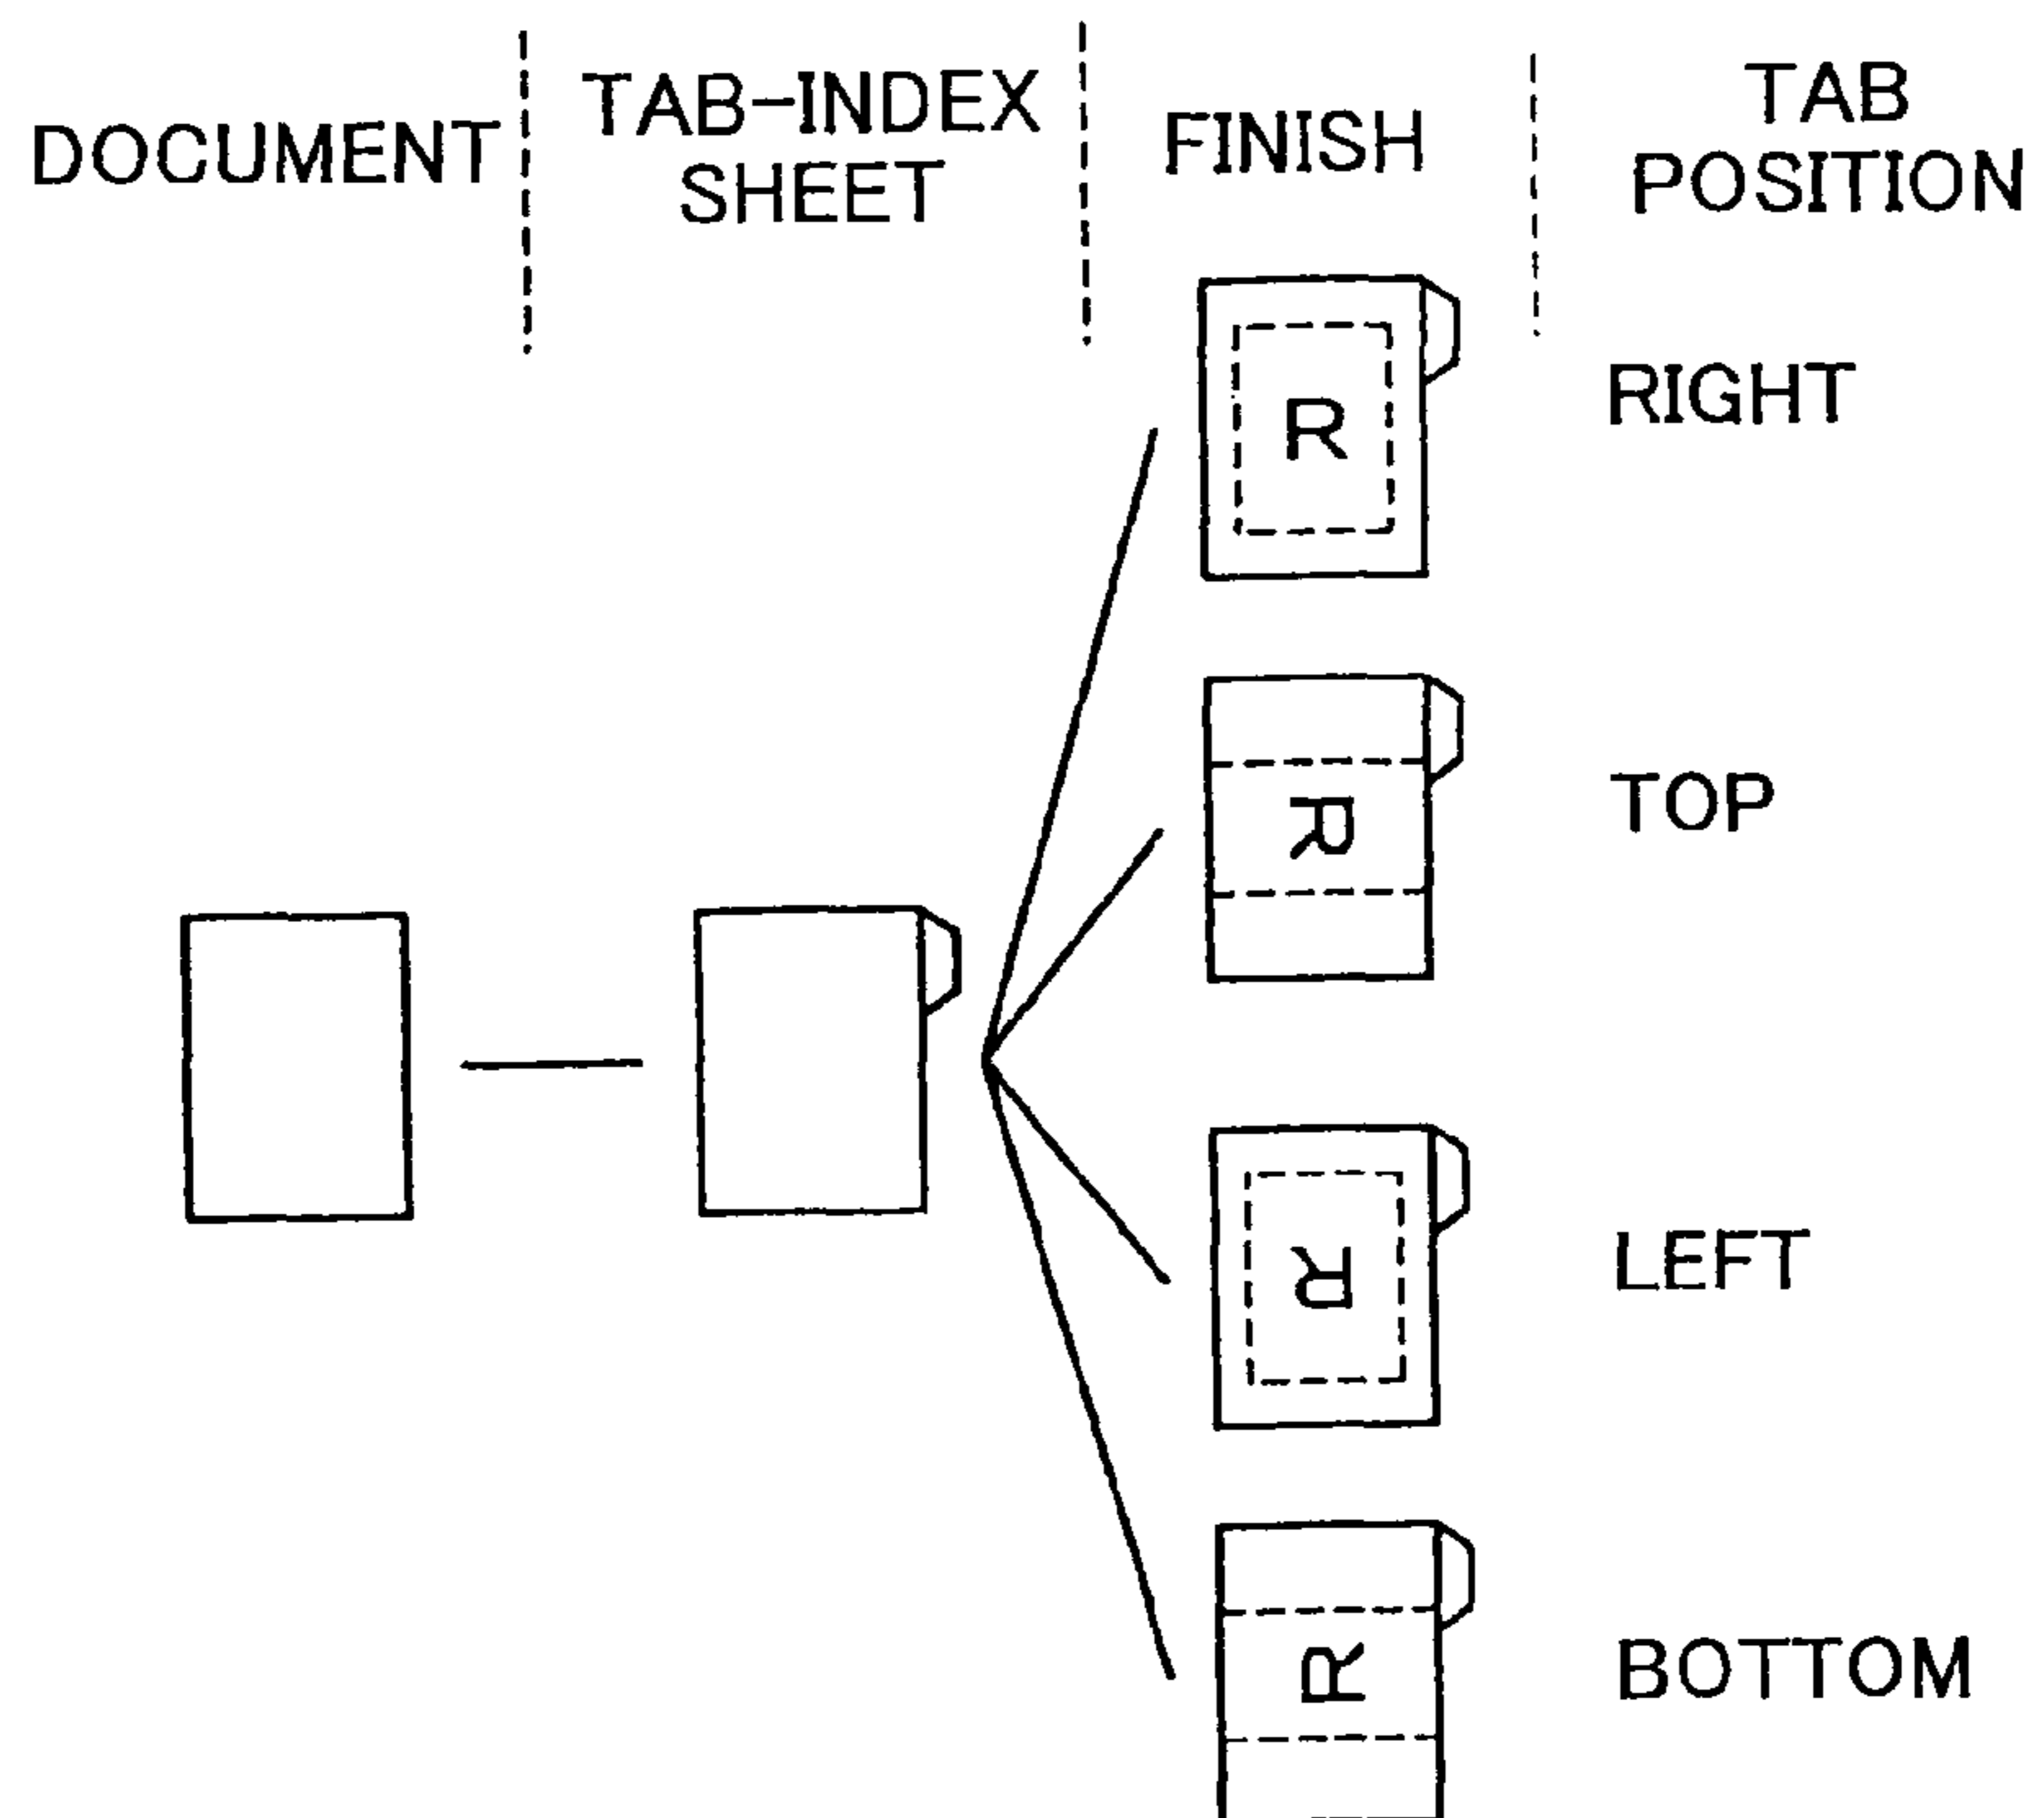 DOCUMENT
TAB-INDEX
SHEET
FINISH
TAB
POSITION
R
RIGHT
R
TOP
R
LEFT
R
BOTTOM